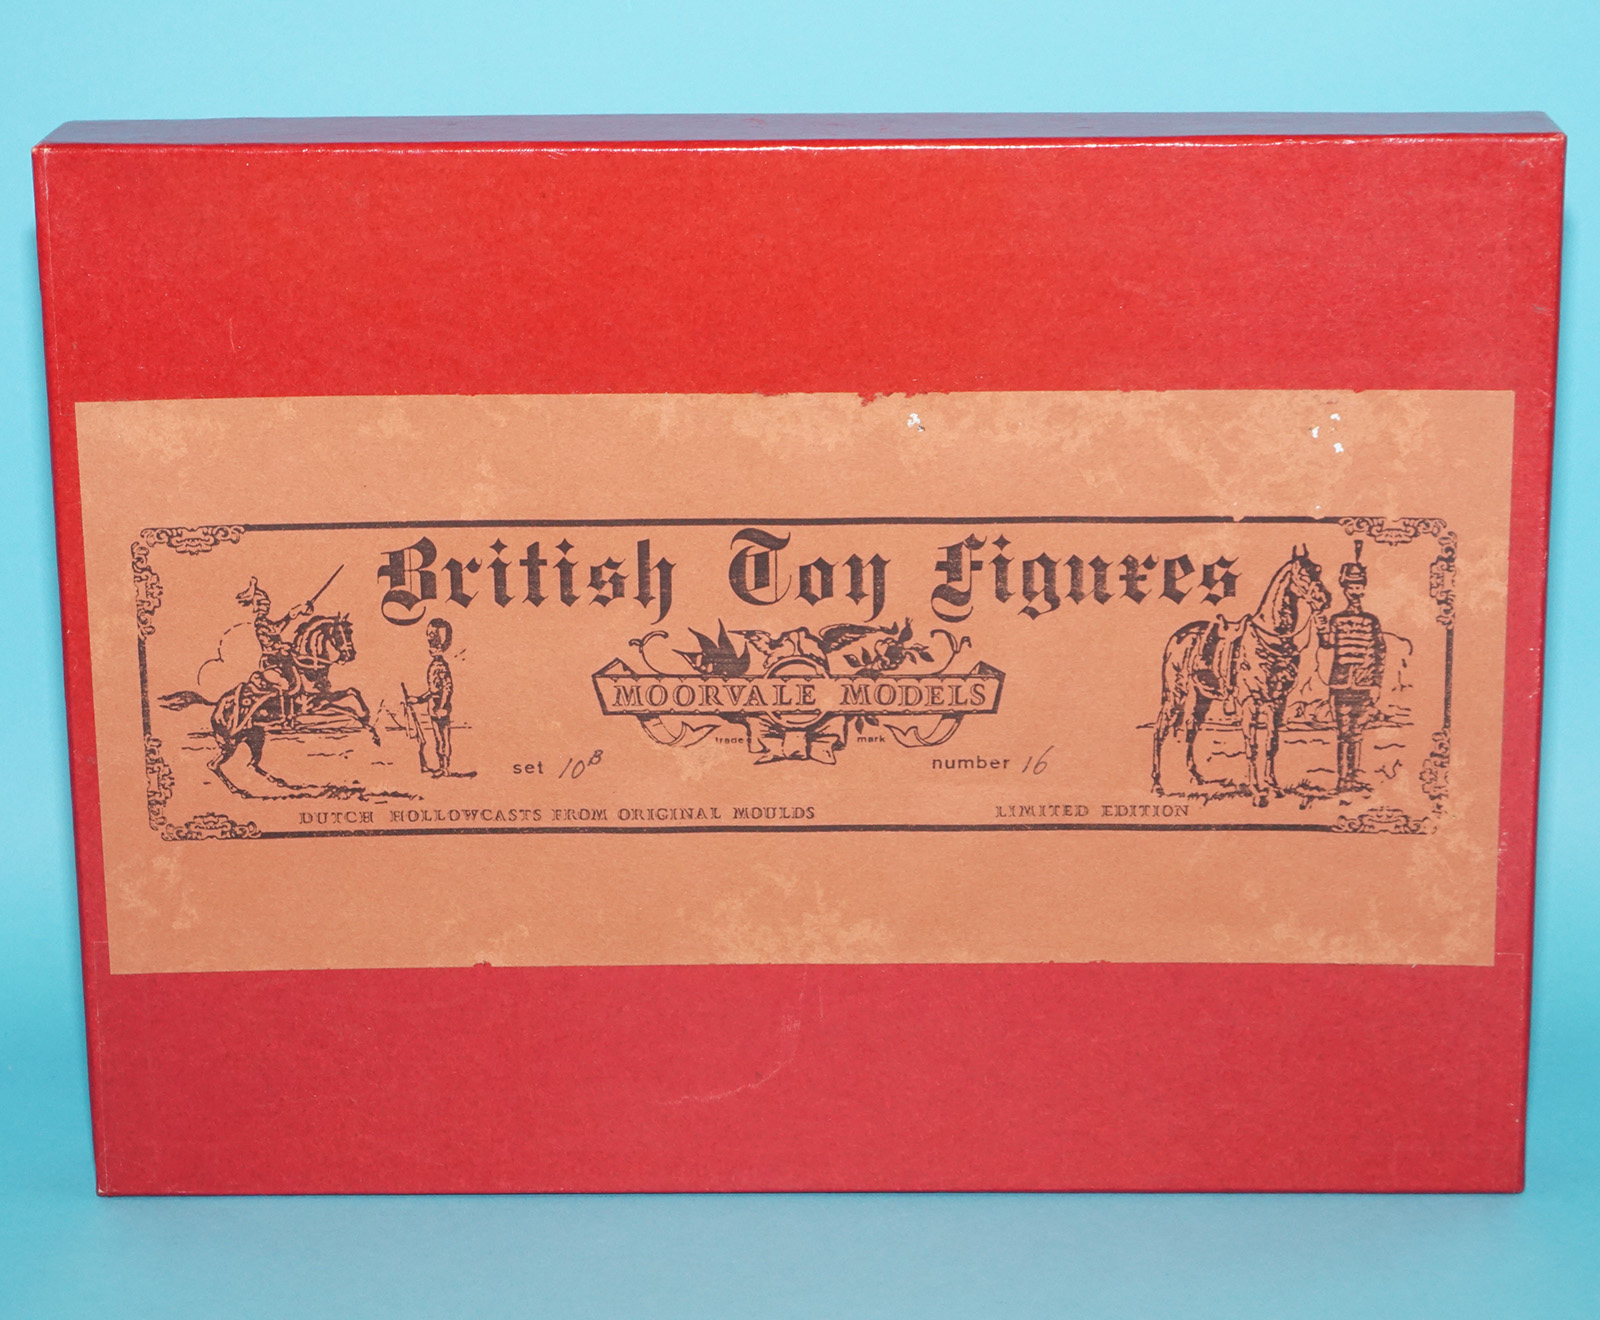 British Toy Figures
MOORVALE MODELS
trade mark
set 10B
number 16
DUTCH HOLLOWCASTS FROM ORIGINAL MOULDS
LIMITED EDITION